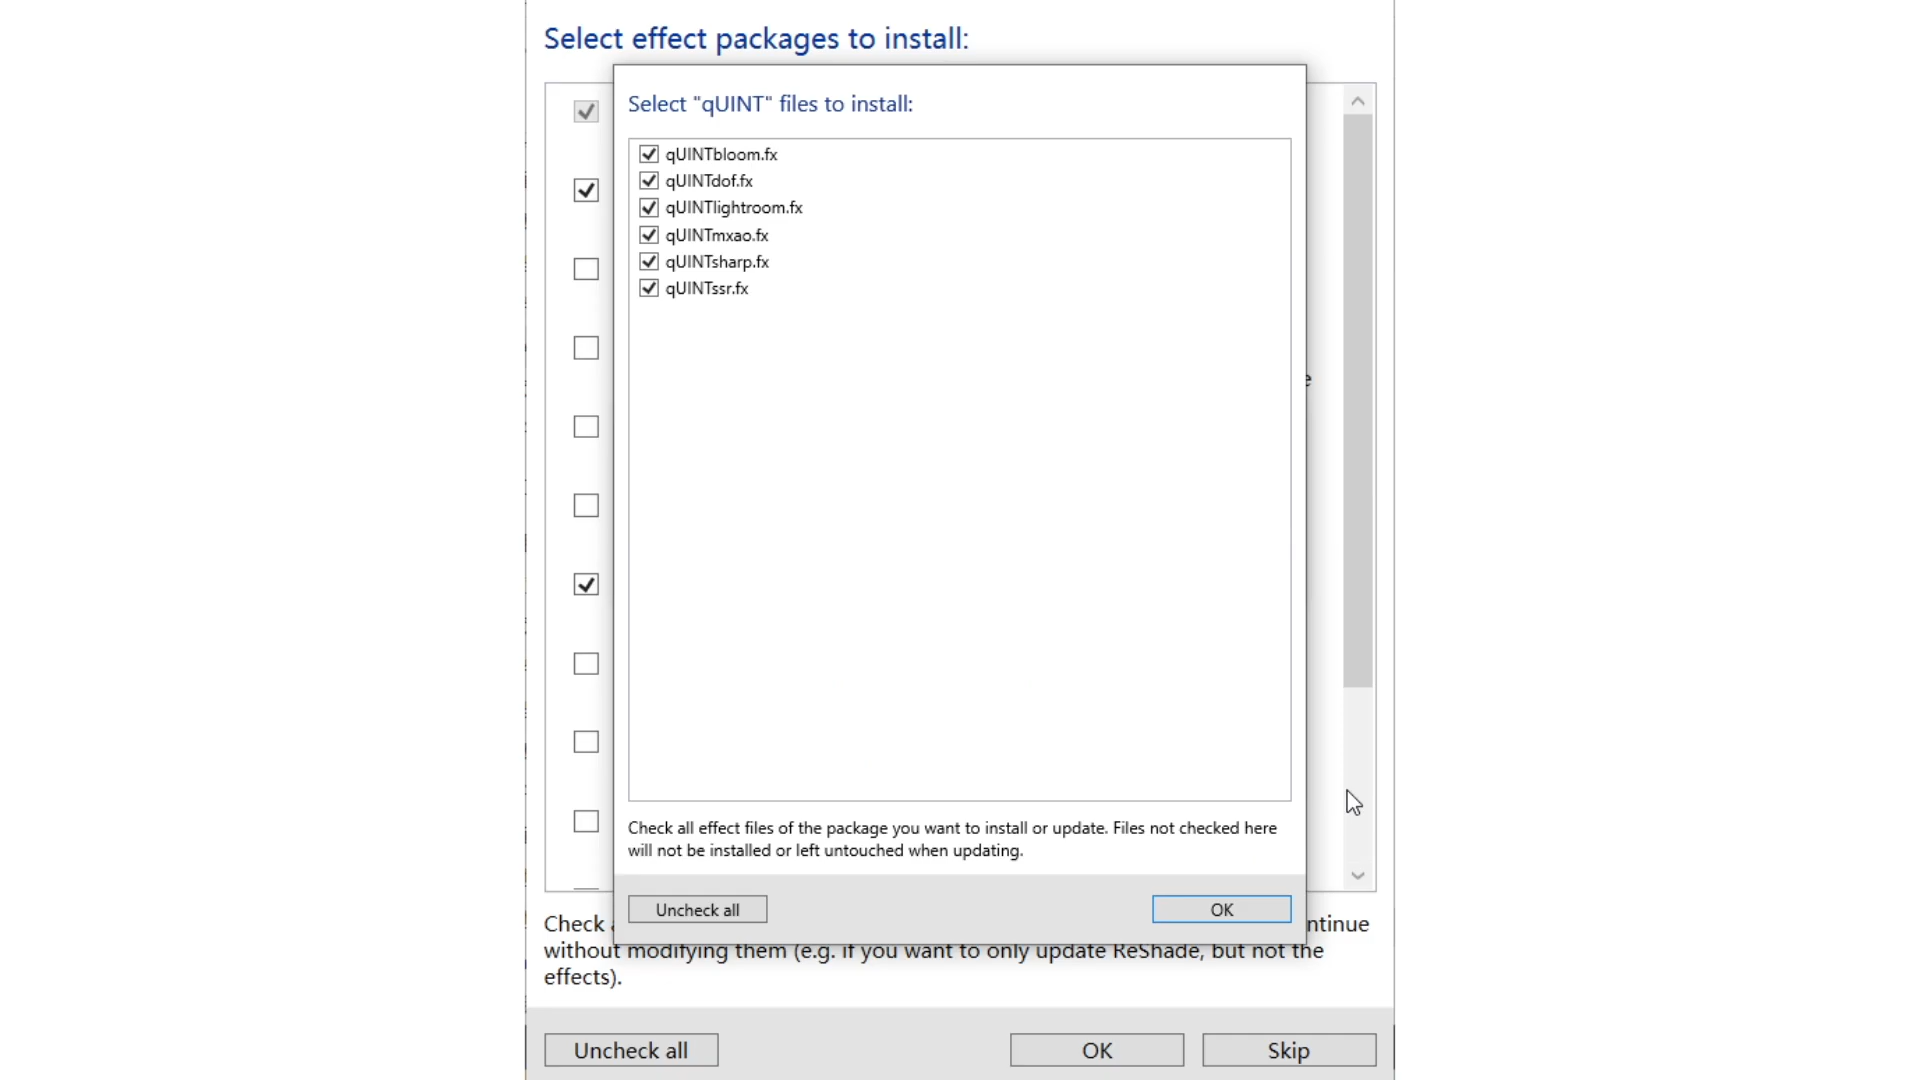 Select effect packages to install:
Select "qUINT" files to install:
qUINTbloom.fx
qUINTdof.fx
qUINTlightroom.fx
qUINTmxao.fx
qUINTsharp.fx
qUINTssr.fx
Check all effect files of the package you want to install or update. Files not checked here
will not be installed or left untouched when updating.
Uncheck all
OK
Check
without modifying them (e.g. if you want to only update ReShade, but not the
effects).
Uncheck all
OK
Skip